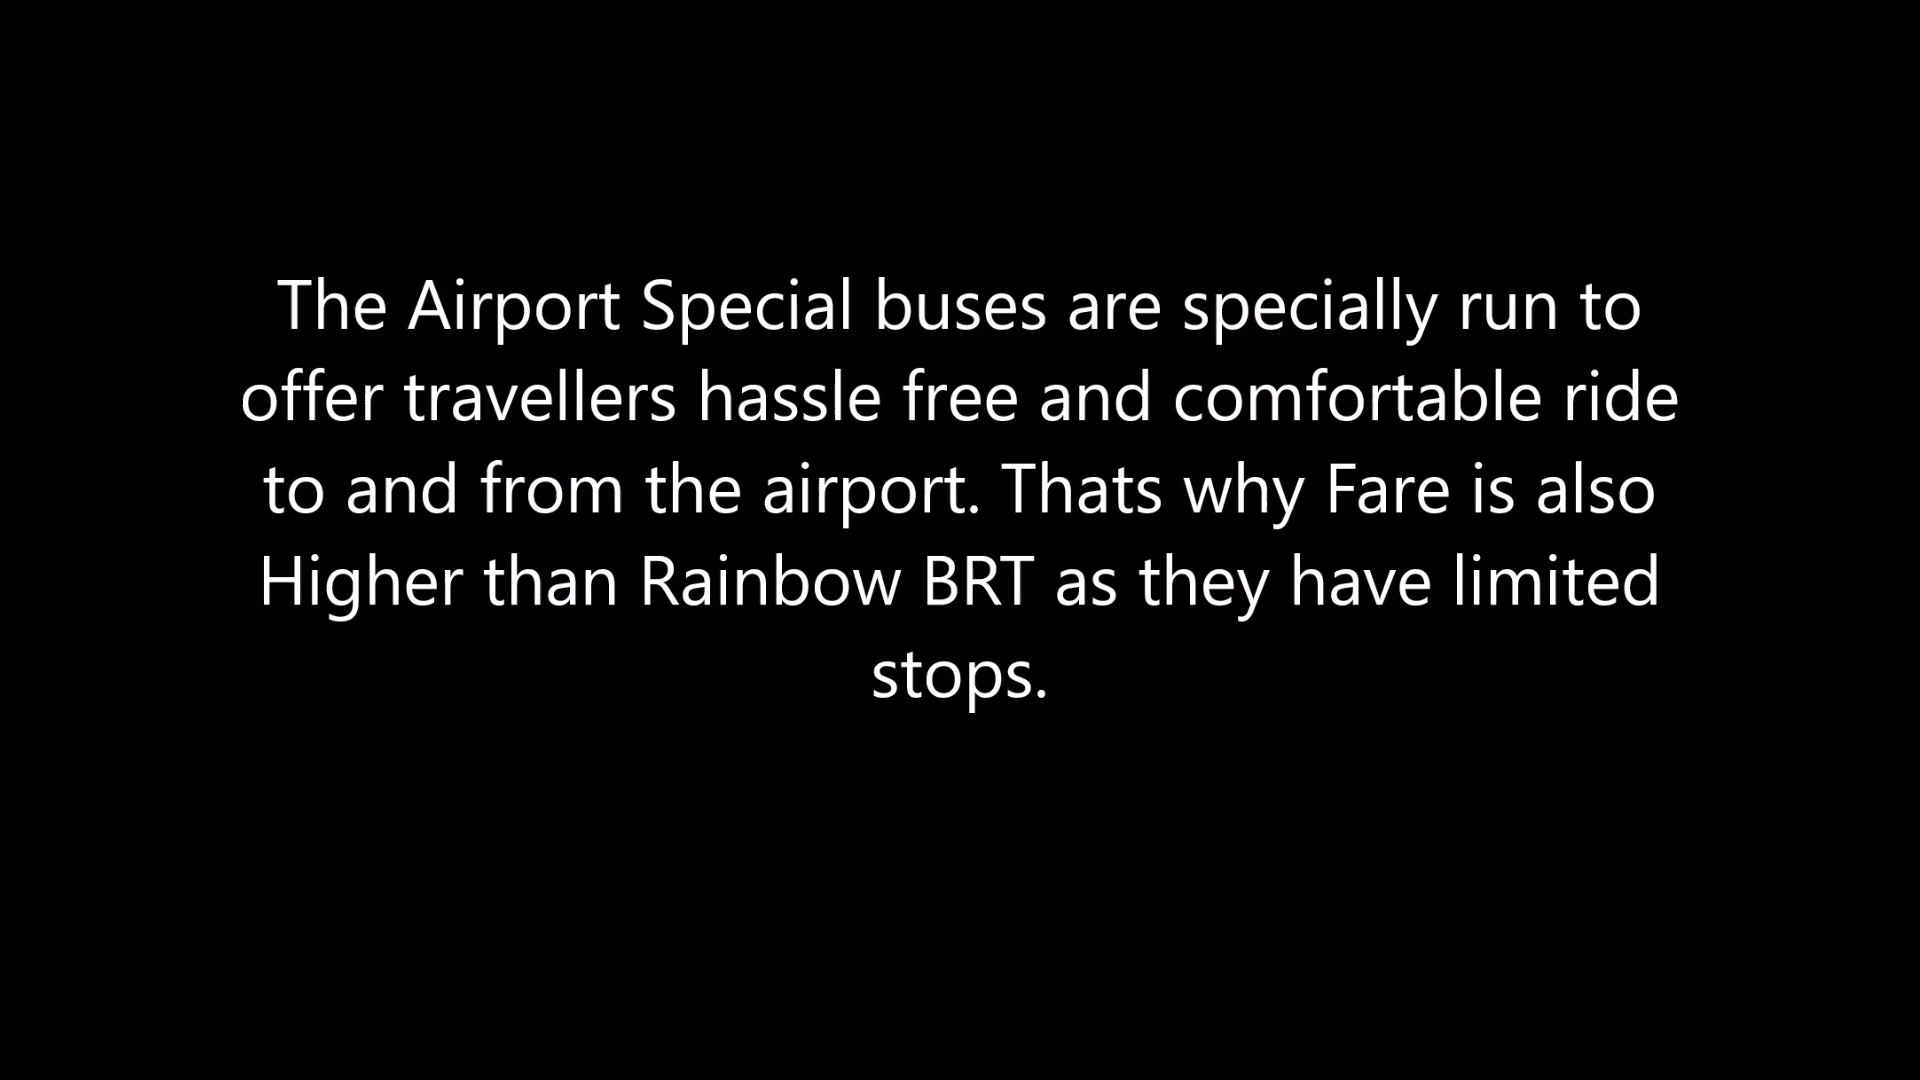 The Airport Special buses are specially run to
offer travellers hassle free and comfortable ride
to and from the airport. Thats why Fare is also
Higher than Rainbow BRT as they have limited
stops.